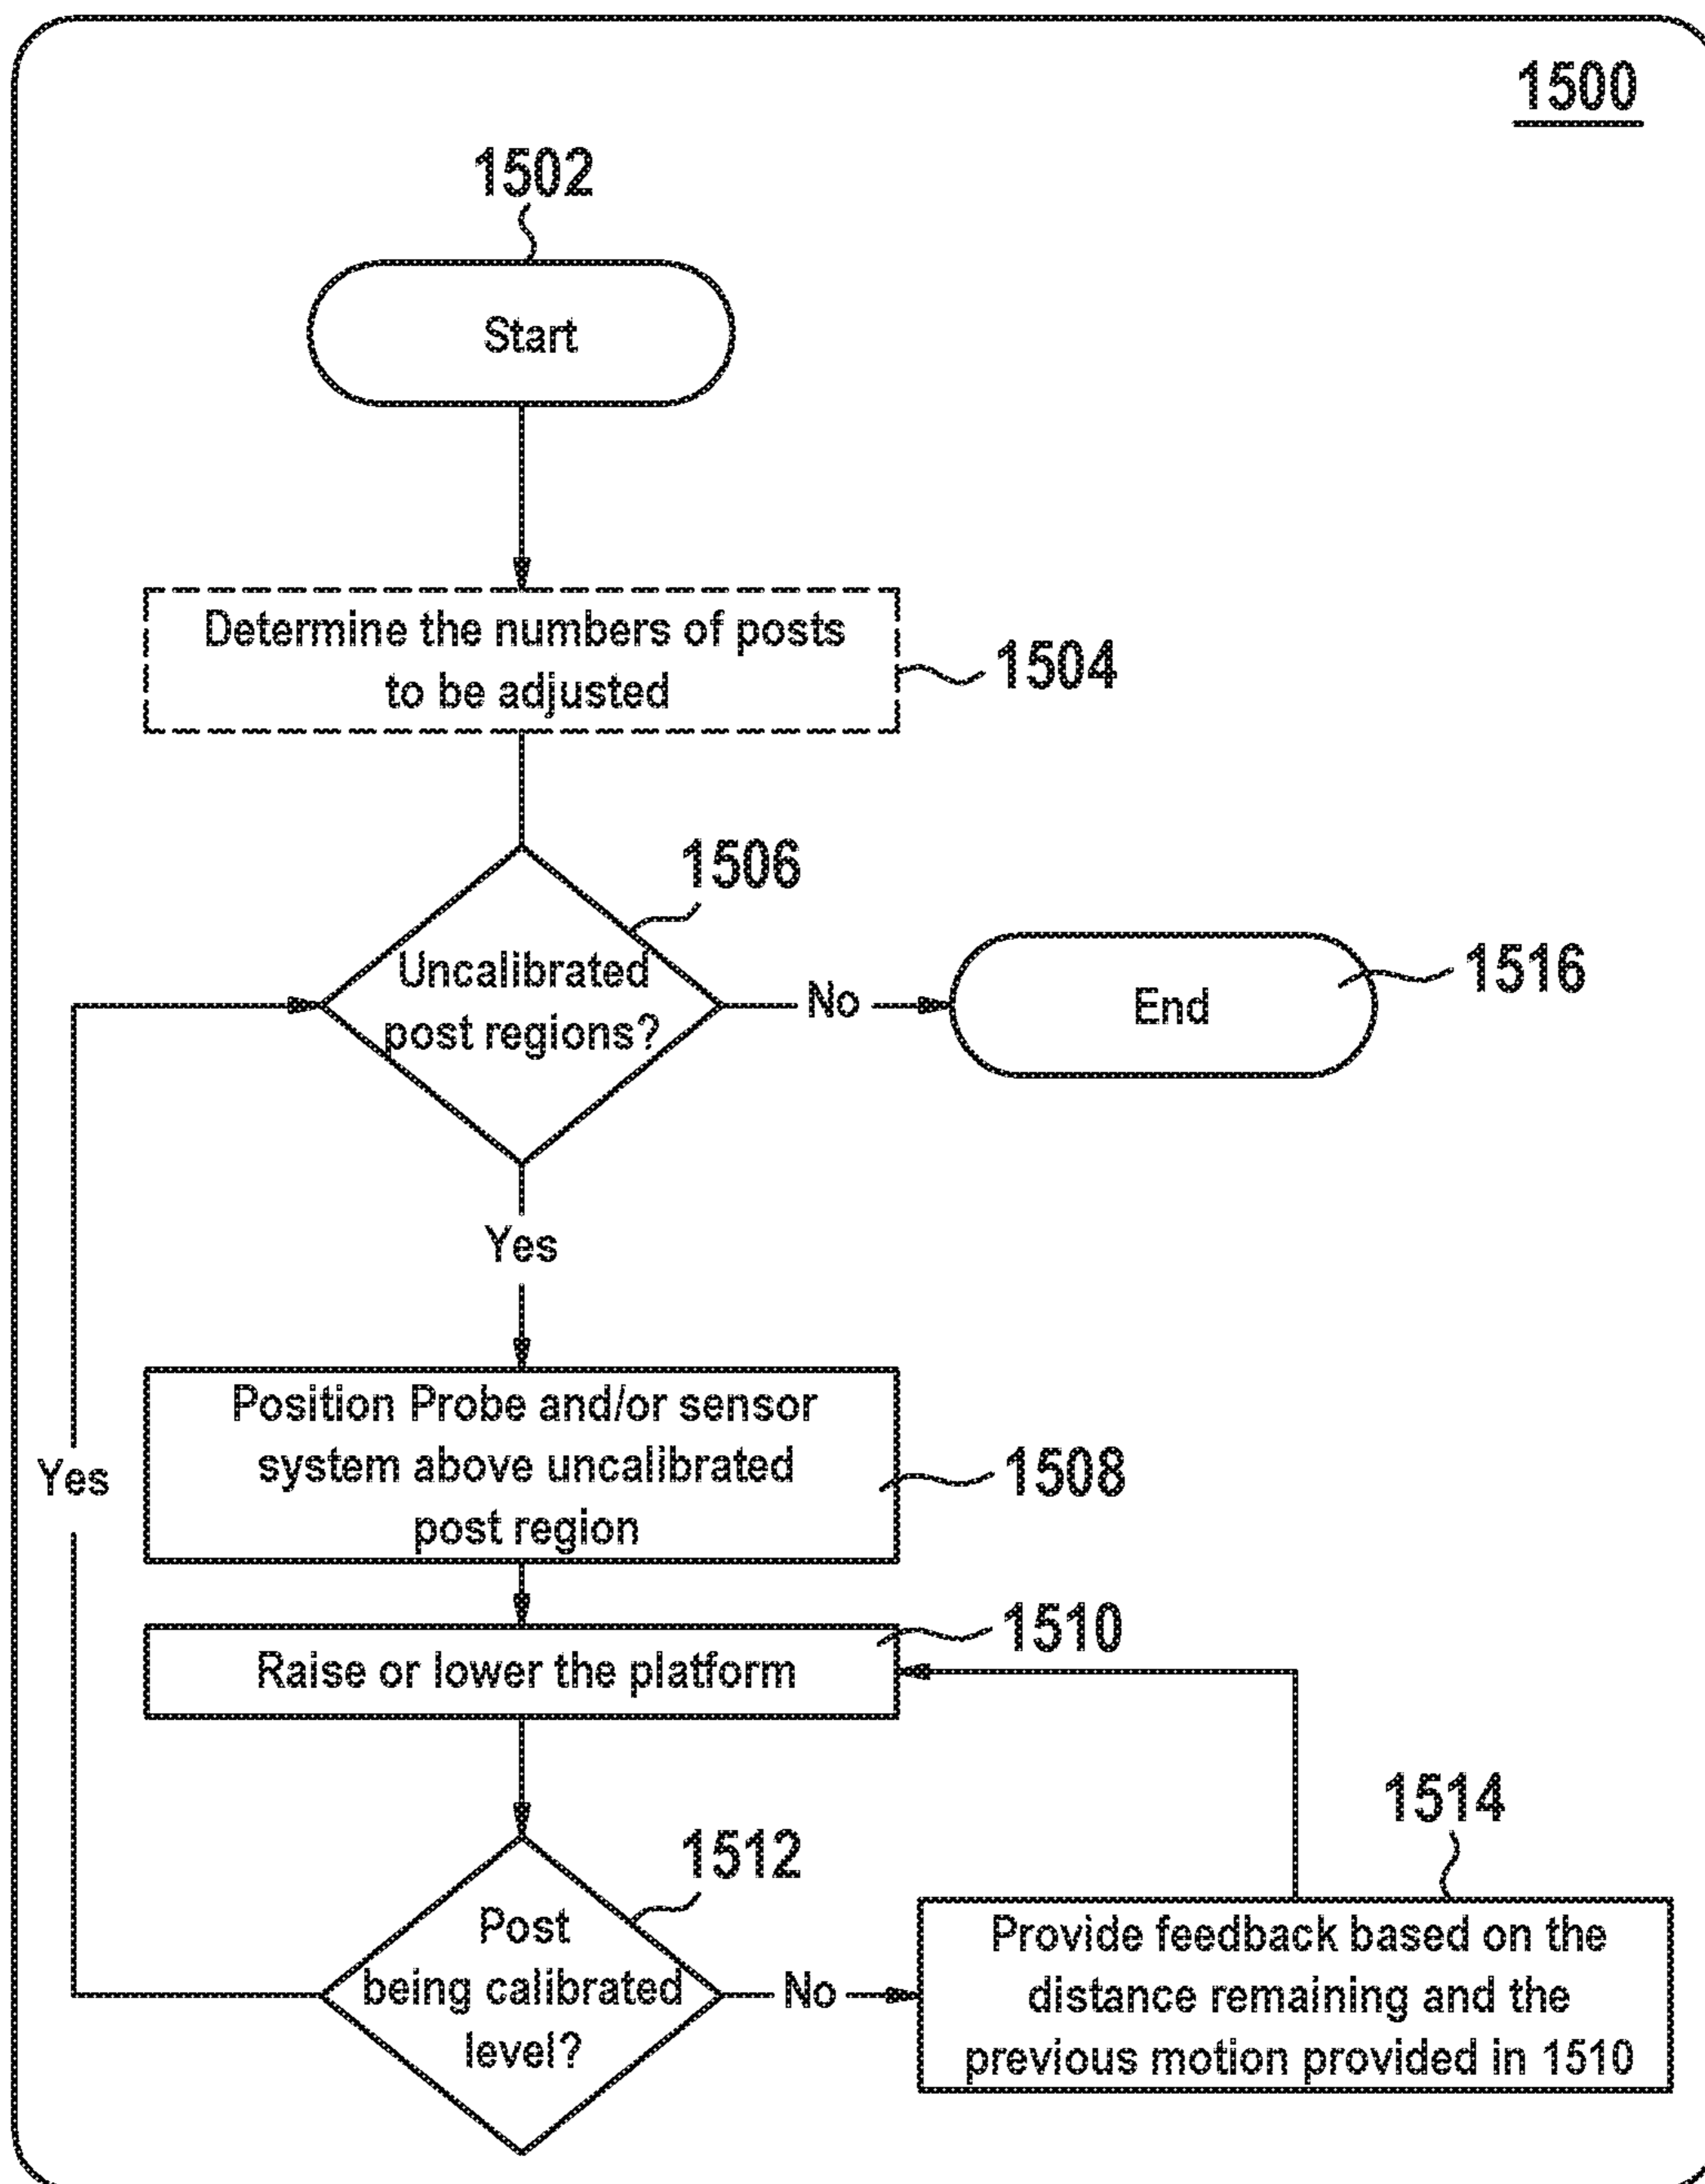 1500
1502
Start
Determine the numbers of posts
to be adjusted
1504
1506
Uncalibrated
post regions?
No
End
1516
Yes
Yes
Position Probe and/or sensor
system above uncalibrated
post region
1508
1510
Raise or lower the platform
1512
Post
being calibrated
level?
No
1514
Provide feedback based on the
distance remaining and the
previous motion provided in 1510